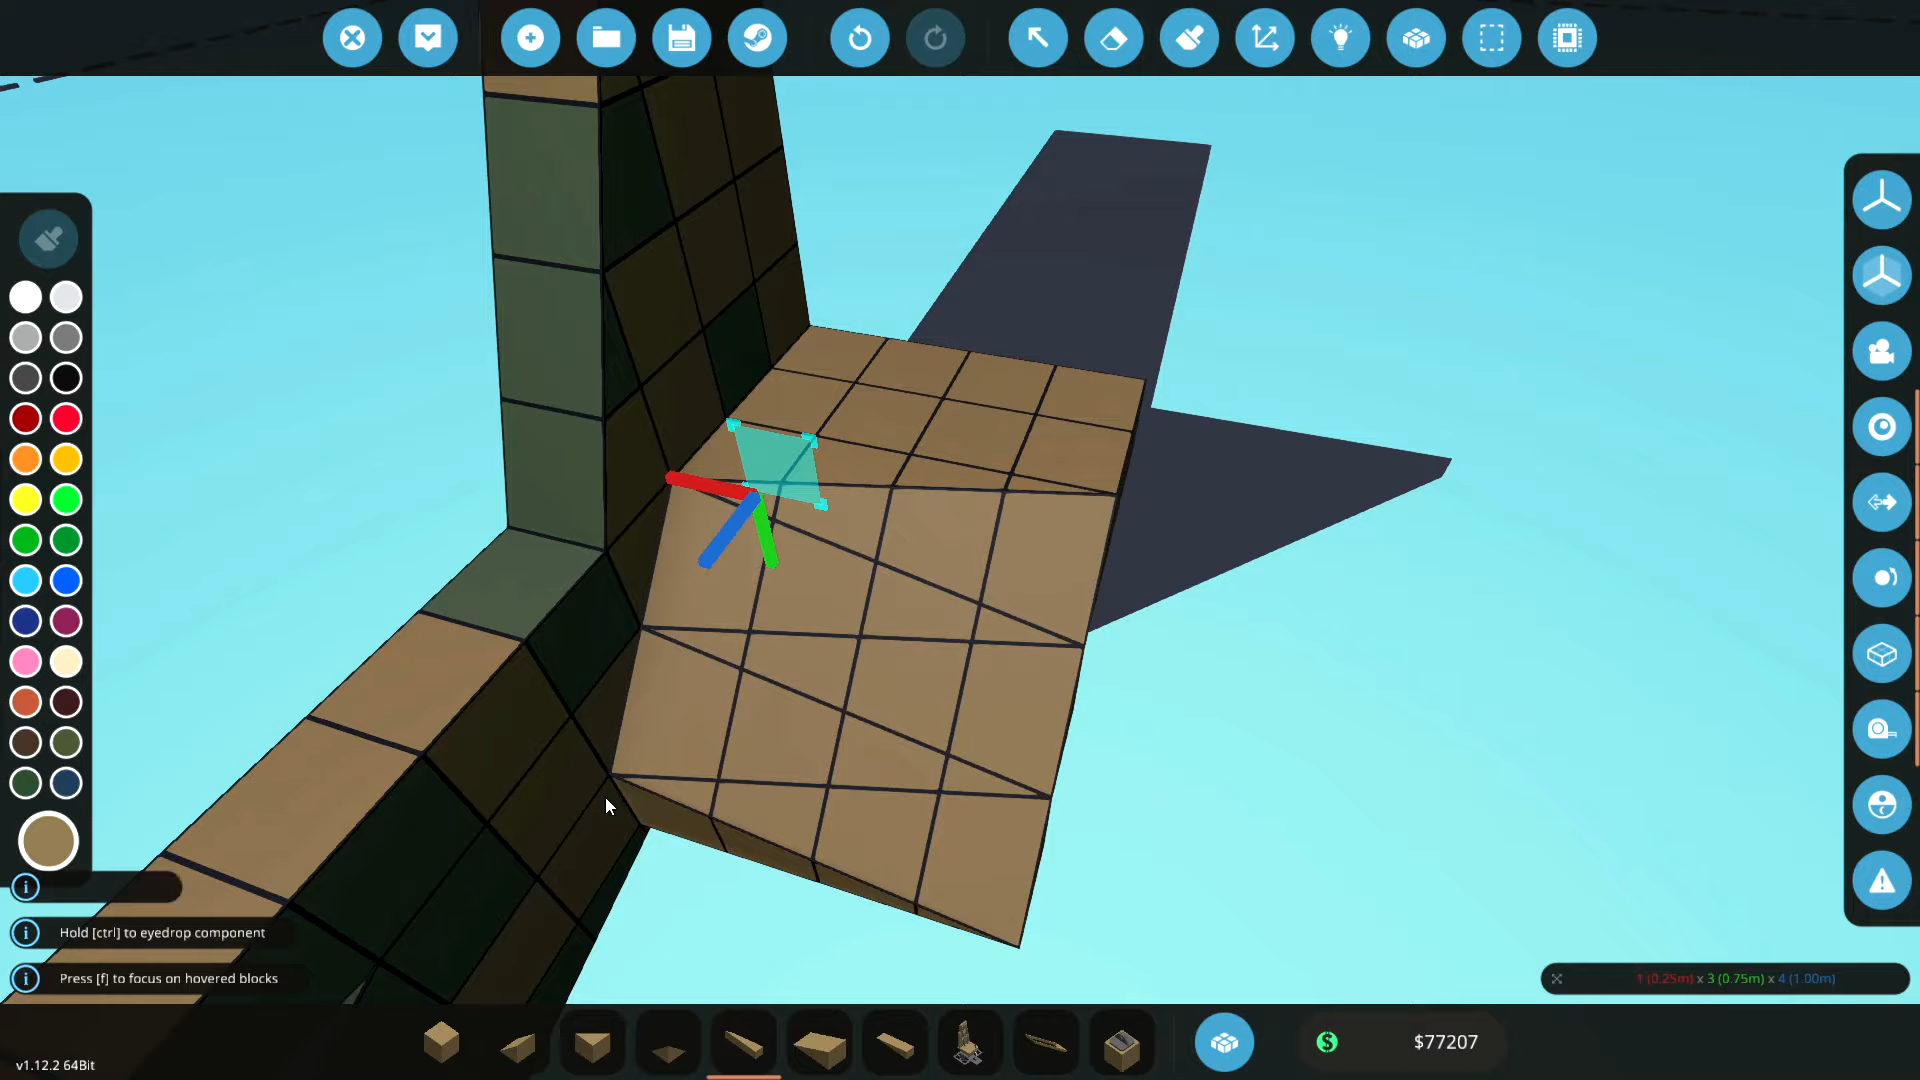 Hold [ctrl] to eyedrop component
Press [f] to focus on hovered blocks
1 (0.25m) x 3 (0.75m) x 4 (1.00m)
$77207
v1.12.2 64Bit